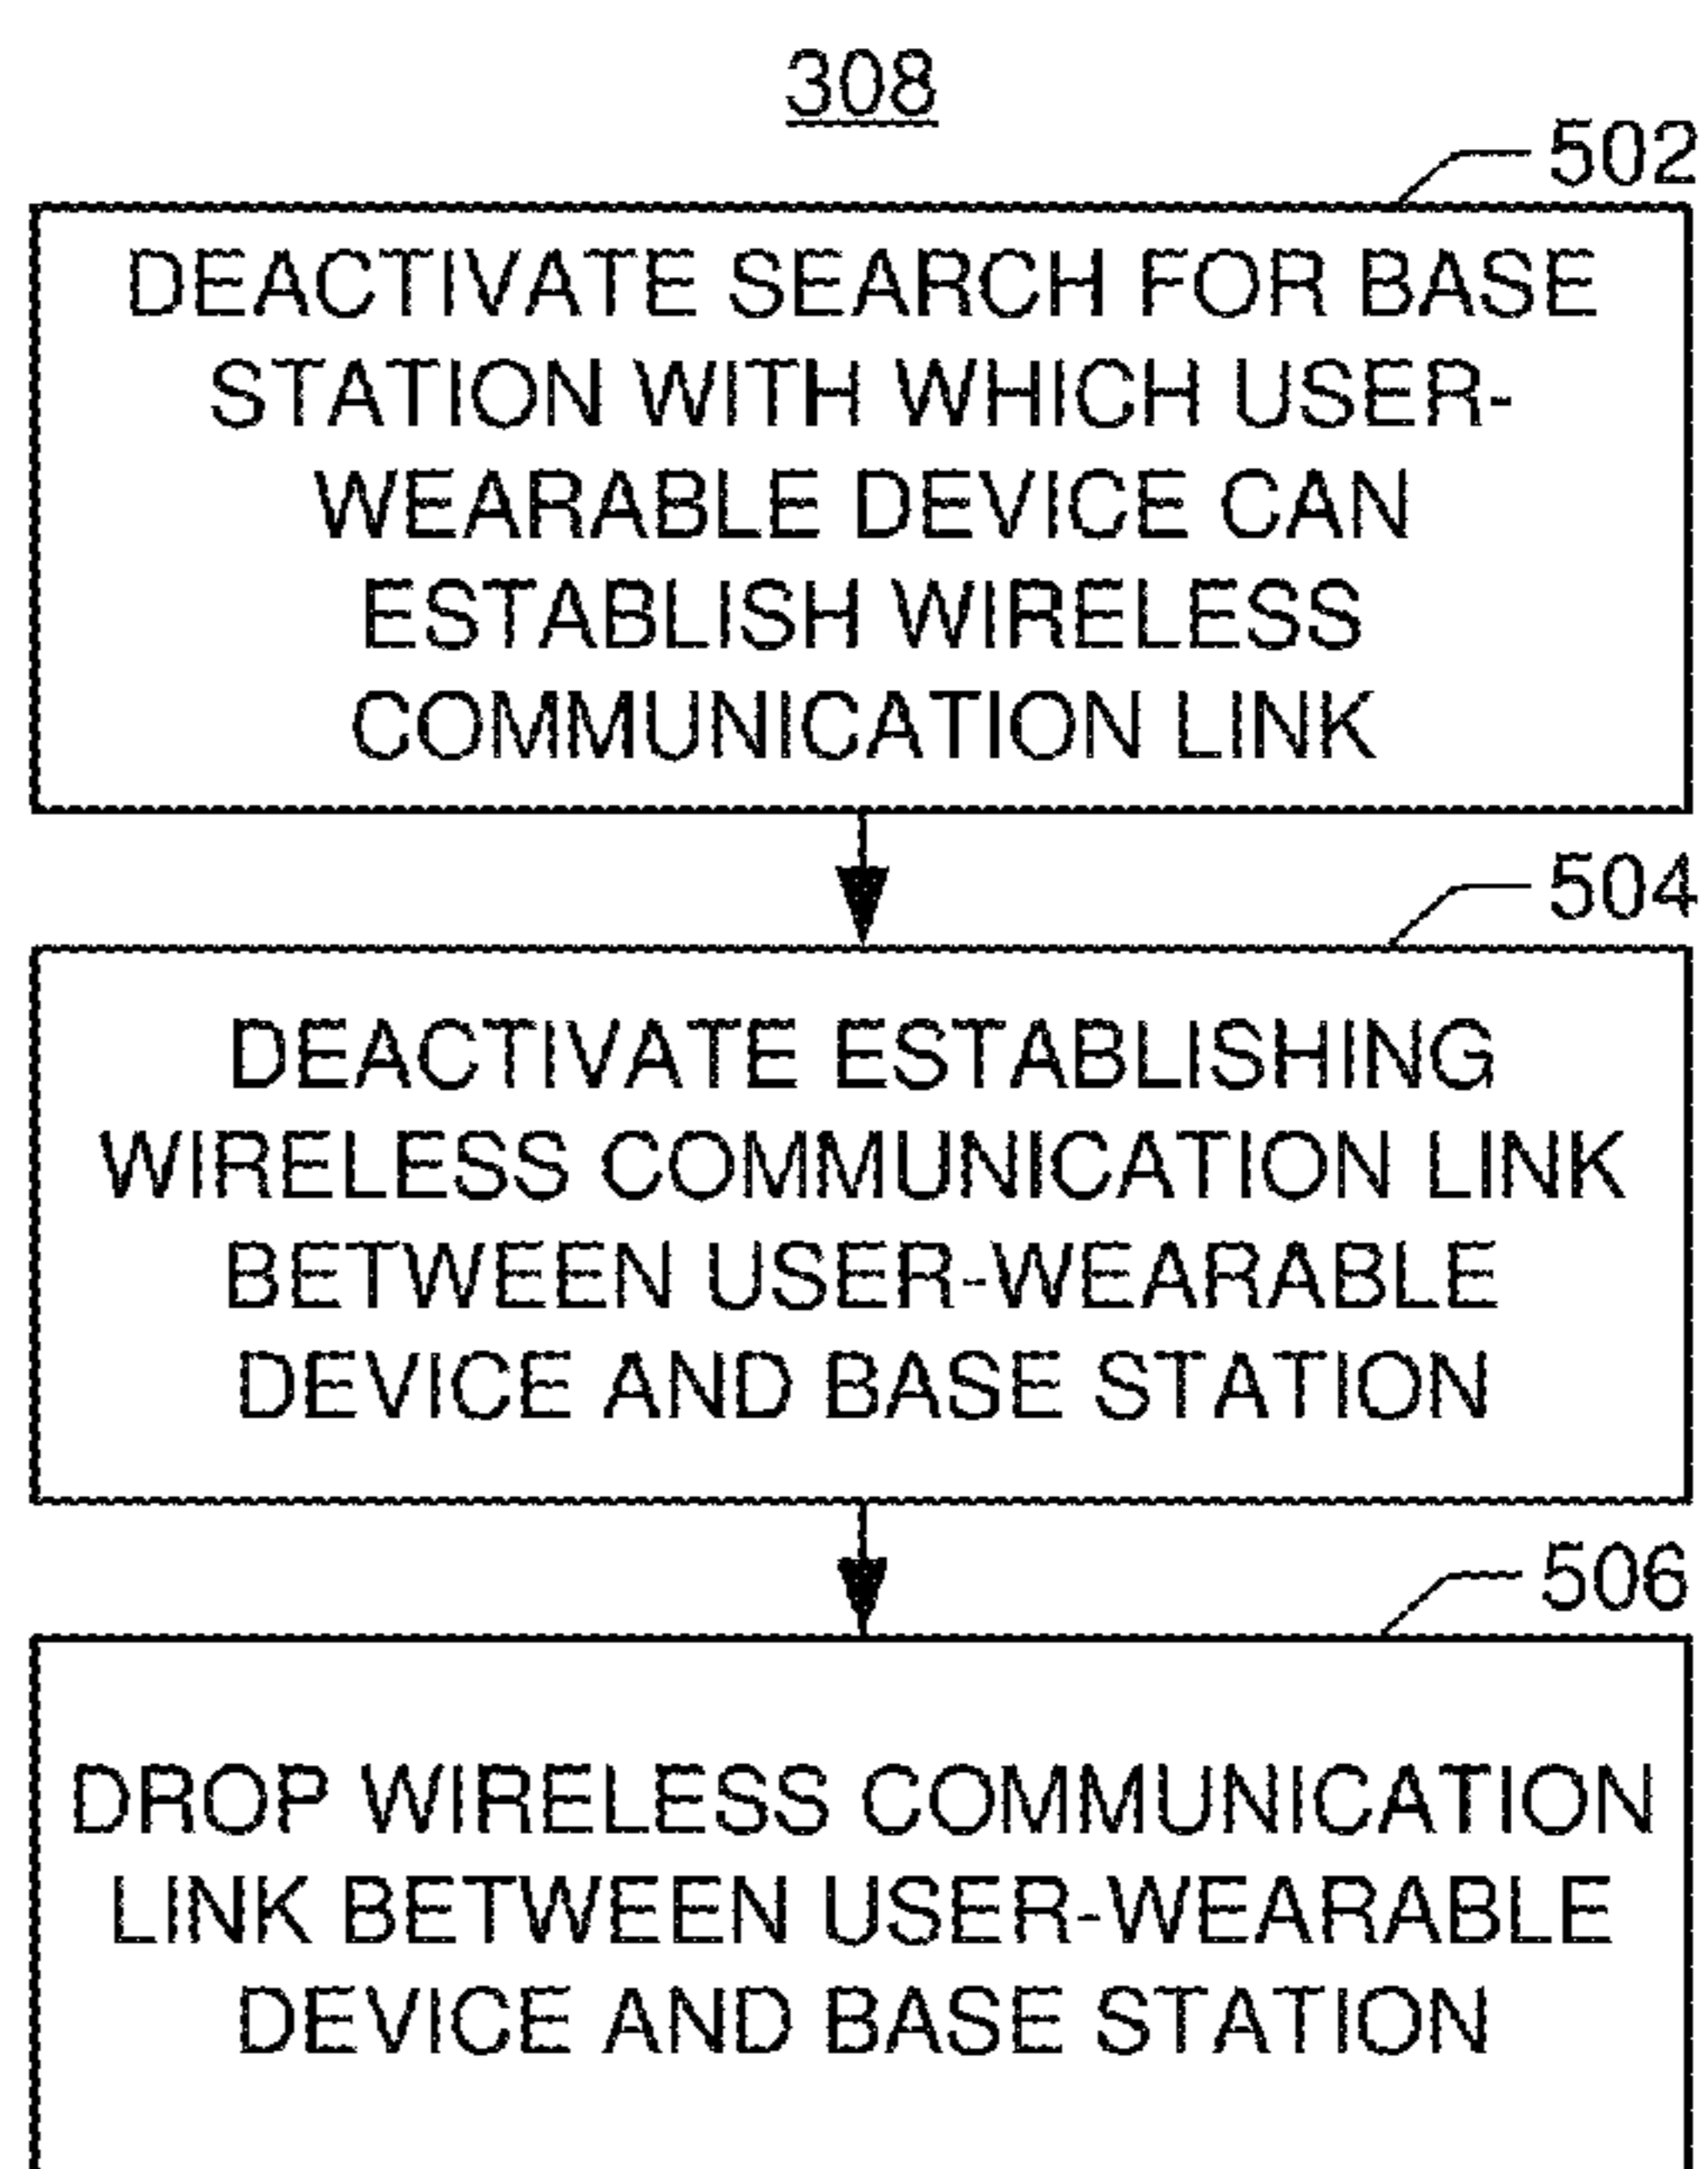 308
502
DEACTIVATE SEARCH FOR BASE
STATION WITH WHICH USER-
WEARABLE DEVICE CAN
ESTABLISH WIRELESS
COMMUNICATION LINK
504
DEACTIVATE ESTABLISHING
WIRELESS COMMUNICATION LINK
BETWEEN USER-WEARABLE
DEVICE AND BASE STATION
506
DROP WIRELESS COMMUNICATION
LINK BETWEEN USER-WEARABLE
DEVICE AND BASE STATION